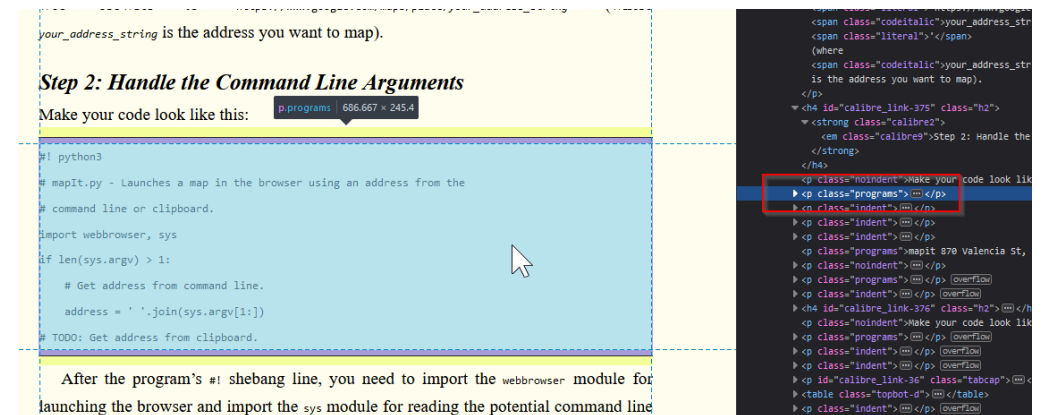 your_address_string is the address you want to map).
Step 2: Handle the Command Line Arguments
Make your code look like this:
p.programs 686.667 × 245.4
#! python3
# mapIt.py - Launches a map in the browser using an address from the
# command line or clipboard.
import webbrowser, sys
if len(sys.argv) > 1:
# Get address from command line.
address = ' '.join(sys.argv[1:])
# TODO: Get address from clipboard.
After the program’s #! shebang line, you need to import the webbrowser module for
launching the browser and import the sys module for reading the potential command line
<span class="codeitalic">your_address_str
<span class="literal">'</span>
(where
<span class="codeitalic">your_address_str
is the address you want to map).
</p>
<h4 id="calibre_link-375" class="h2">
<strong class="calibre2">
<em class="calibre9">Step 2: Handle the
</strong>
</h4>
<p class="noindent">Make your code look lik
<p class="programs"></p>
<p class="indent"></p>
<p class="indent"></p>
<p class="indent"></p>
<p class="programs">mapit 870 Valencia St,
<p class="noindent"></p>
<p class="indent"></p> overflow
<p class="indent"></p> overflow
<h4 id="calibre_link-376" class="h2"></h
<p class="noindent">Make your code look lik
<p class="programs"></p> overflow
<p class="indent"></p> overflow
<p class="indent"></p> overflow
<p id="calibre_link-36" class="tabcap"><
<table class="topbot-d"></table>
<p class="indent"></p> overflow